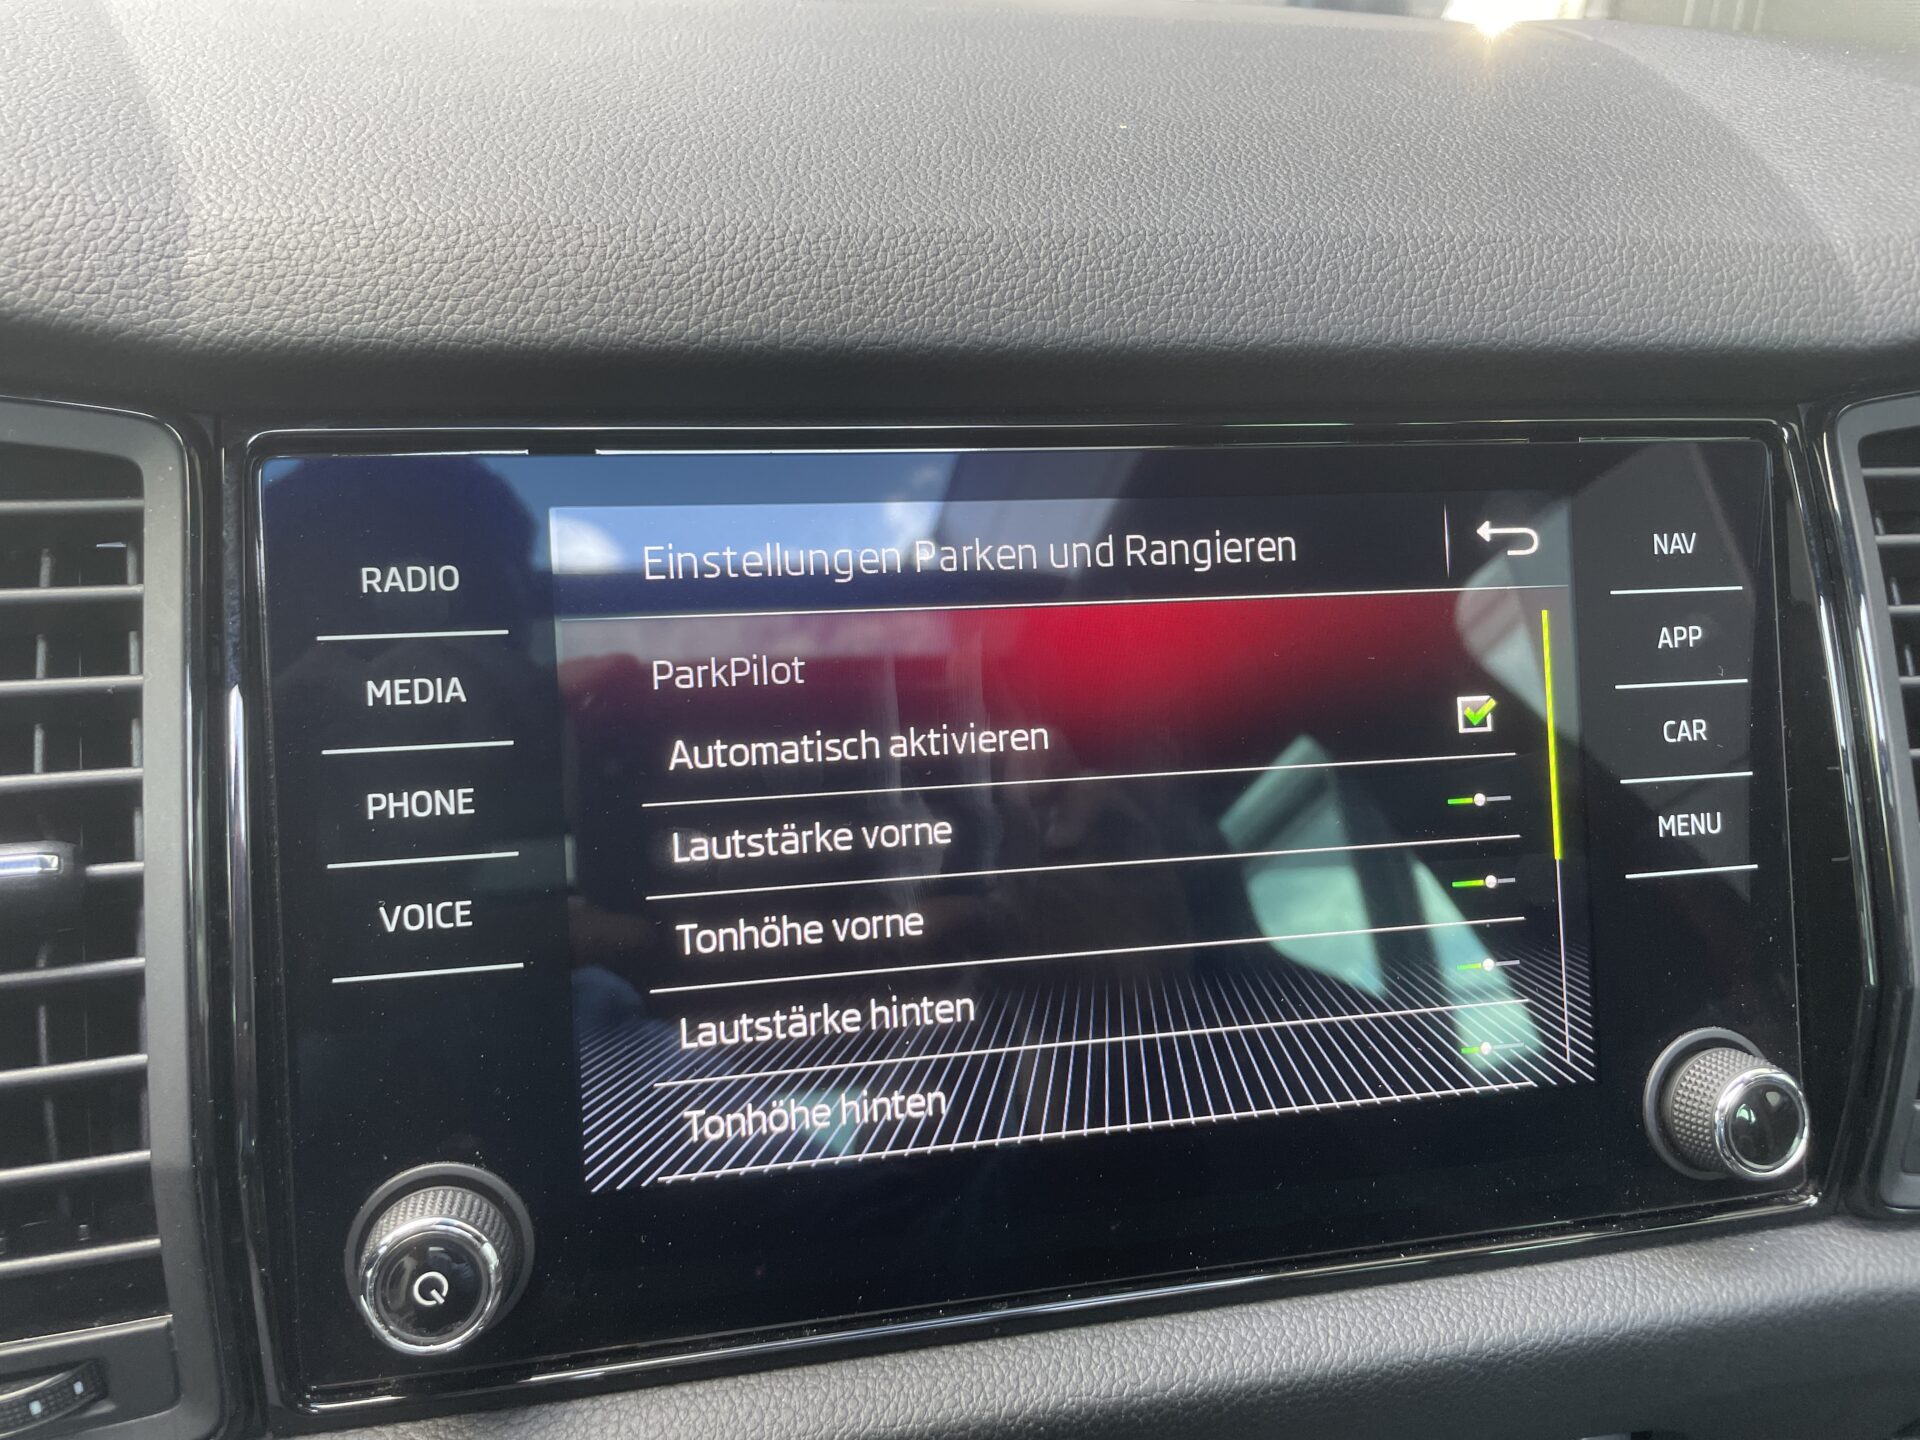 RADIO
MEDIA
PHONE
VOICE
Einstellungen Parken und Rangieren
ParkPilot
Automatisch aktivieren
Lautstärke vorne
Tonhöhe vorne
Lautstärke hinten
Tonhöhe hinten
NAV
APP
CAR
MENU